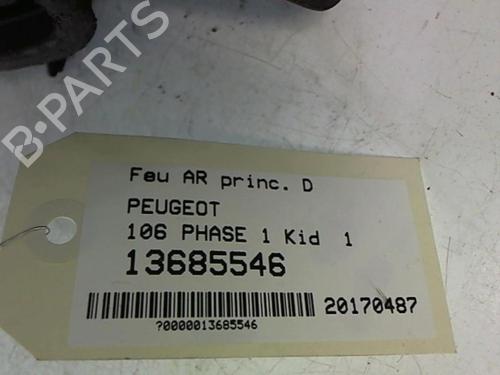 B-PARTS
Feu AR princ. D
PEUGEOT
106 PHASE 1 Kid 1
13685546
20170487
?0000013685546